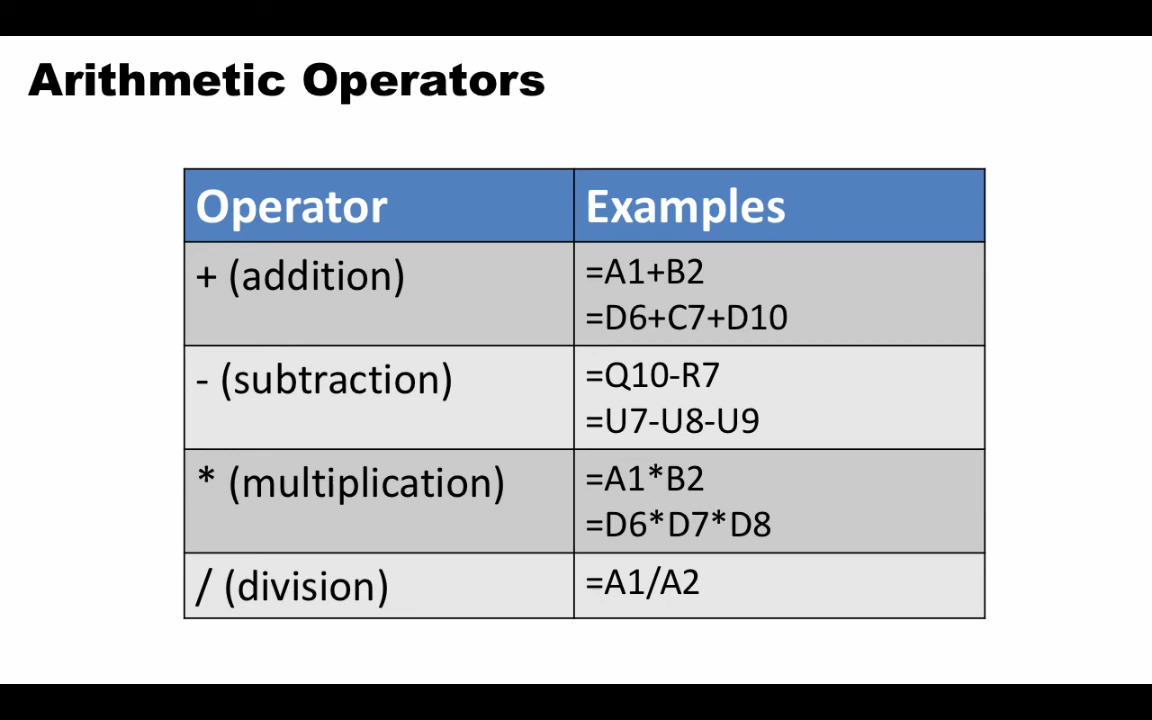 Arithmetic Operators
Operator
Examples
+ (addition)
=A1+B2
=D6+C7+D10
- (subtraction)
=Q10-R7
=U7-U8-U9
* (multiplication)
=A1*B2
=D6*D7*D8
/ (division)
=A1/A2